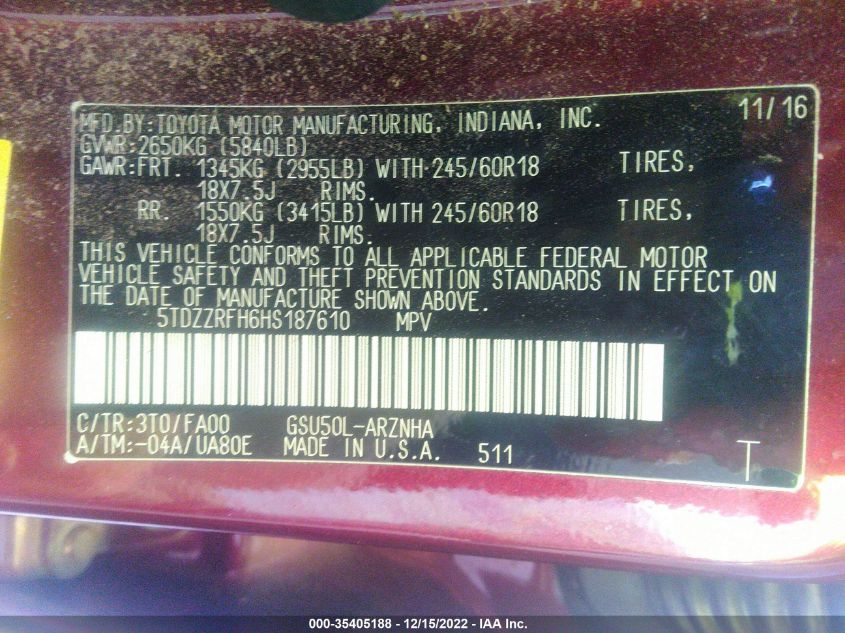 MFD.BY:TOYOTA MOTOR MANUFACTURING, INDIANA, INC. 11/16
GVWR:2650KG (5840LB)
GAWR:FRT. 1345KG (2955LB) WITH 245/60R18 TIRES,
18X7.5J RIMS.
RR. 1550KG (3415LB) WITH 245/60R18 TIRES,
18X7.5J RIMS.
THIS VEHICLE CONFORMS TO ALL APPLICABLE FEDERAL MOTOR
VEHICLE SAFETY AND THEFT PREVENTION STANDARDS IN EFFECT ON
THE DATE OF MANUFACTURE SHOWN ABOVE.
5TDZZRFH6HS187610 MPV
C/TR:3T0/FA00 GSU50L-ARZNHA
A/TM:-04A/UA80E MADE IN U.S.A. 511 T
000-35405188 - 12/15/2022 - IAA Inc.